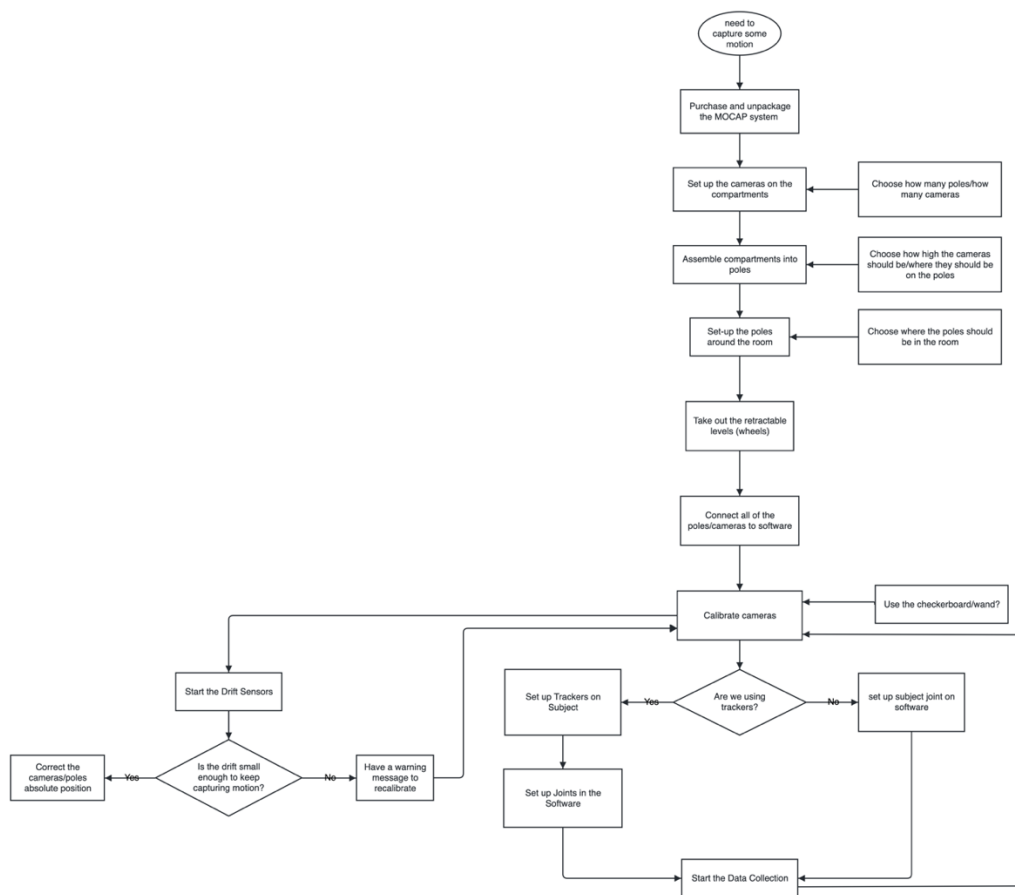 need to
capture some
motion
Purchase and unpackage
the MOCAP system
Set up the cameras on the
compartments
Choose how many poles/how
many cameras
Assemble compartments into
poles
Choose how high the cameras
should be/where they should be
on the poles
Set-up the poles
around the room
Choose where the poles should
be in the room
Take out the retractable
levels (wheels)
Connect all of the
poles/cameras to software
Calibrate cameras
Use the checkerboard/wand?
Start the Drift Sensors
Set up Trackers on
Subject
Yes
Are we using
trackers?
No
set up subject joint on
software
Correct the
cameras/poles
absolute position
Yes
Is the drift small
enough to keep
capturing motion?
No
Have a warning
message to
recalibrate
Set up Joints in the
Software
Start the Data Collection